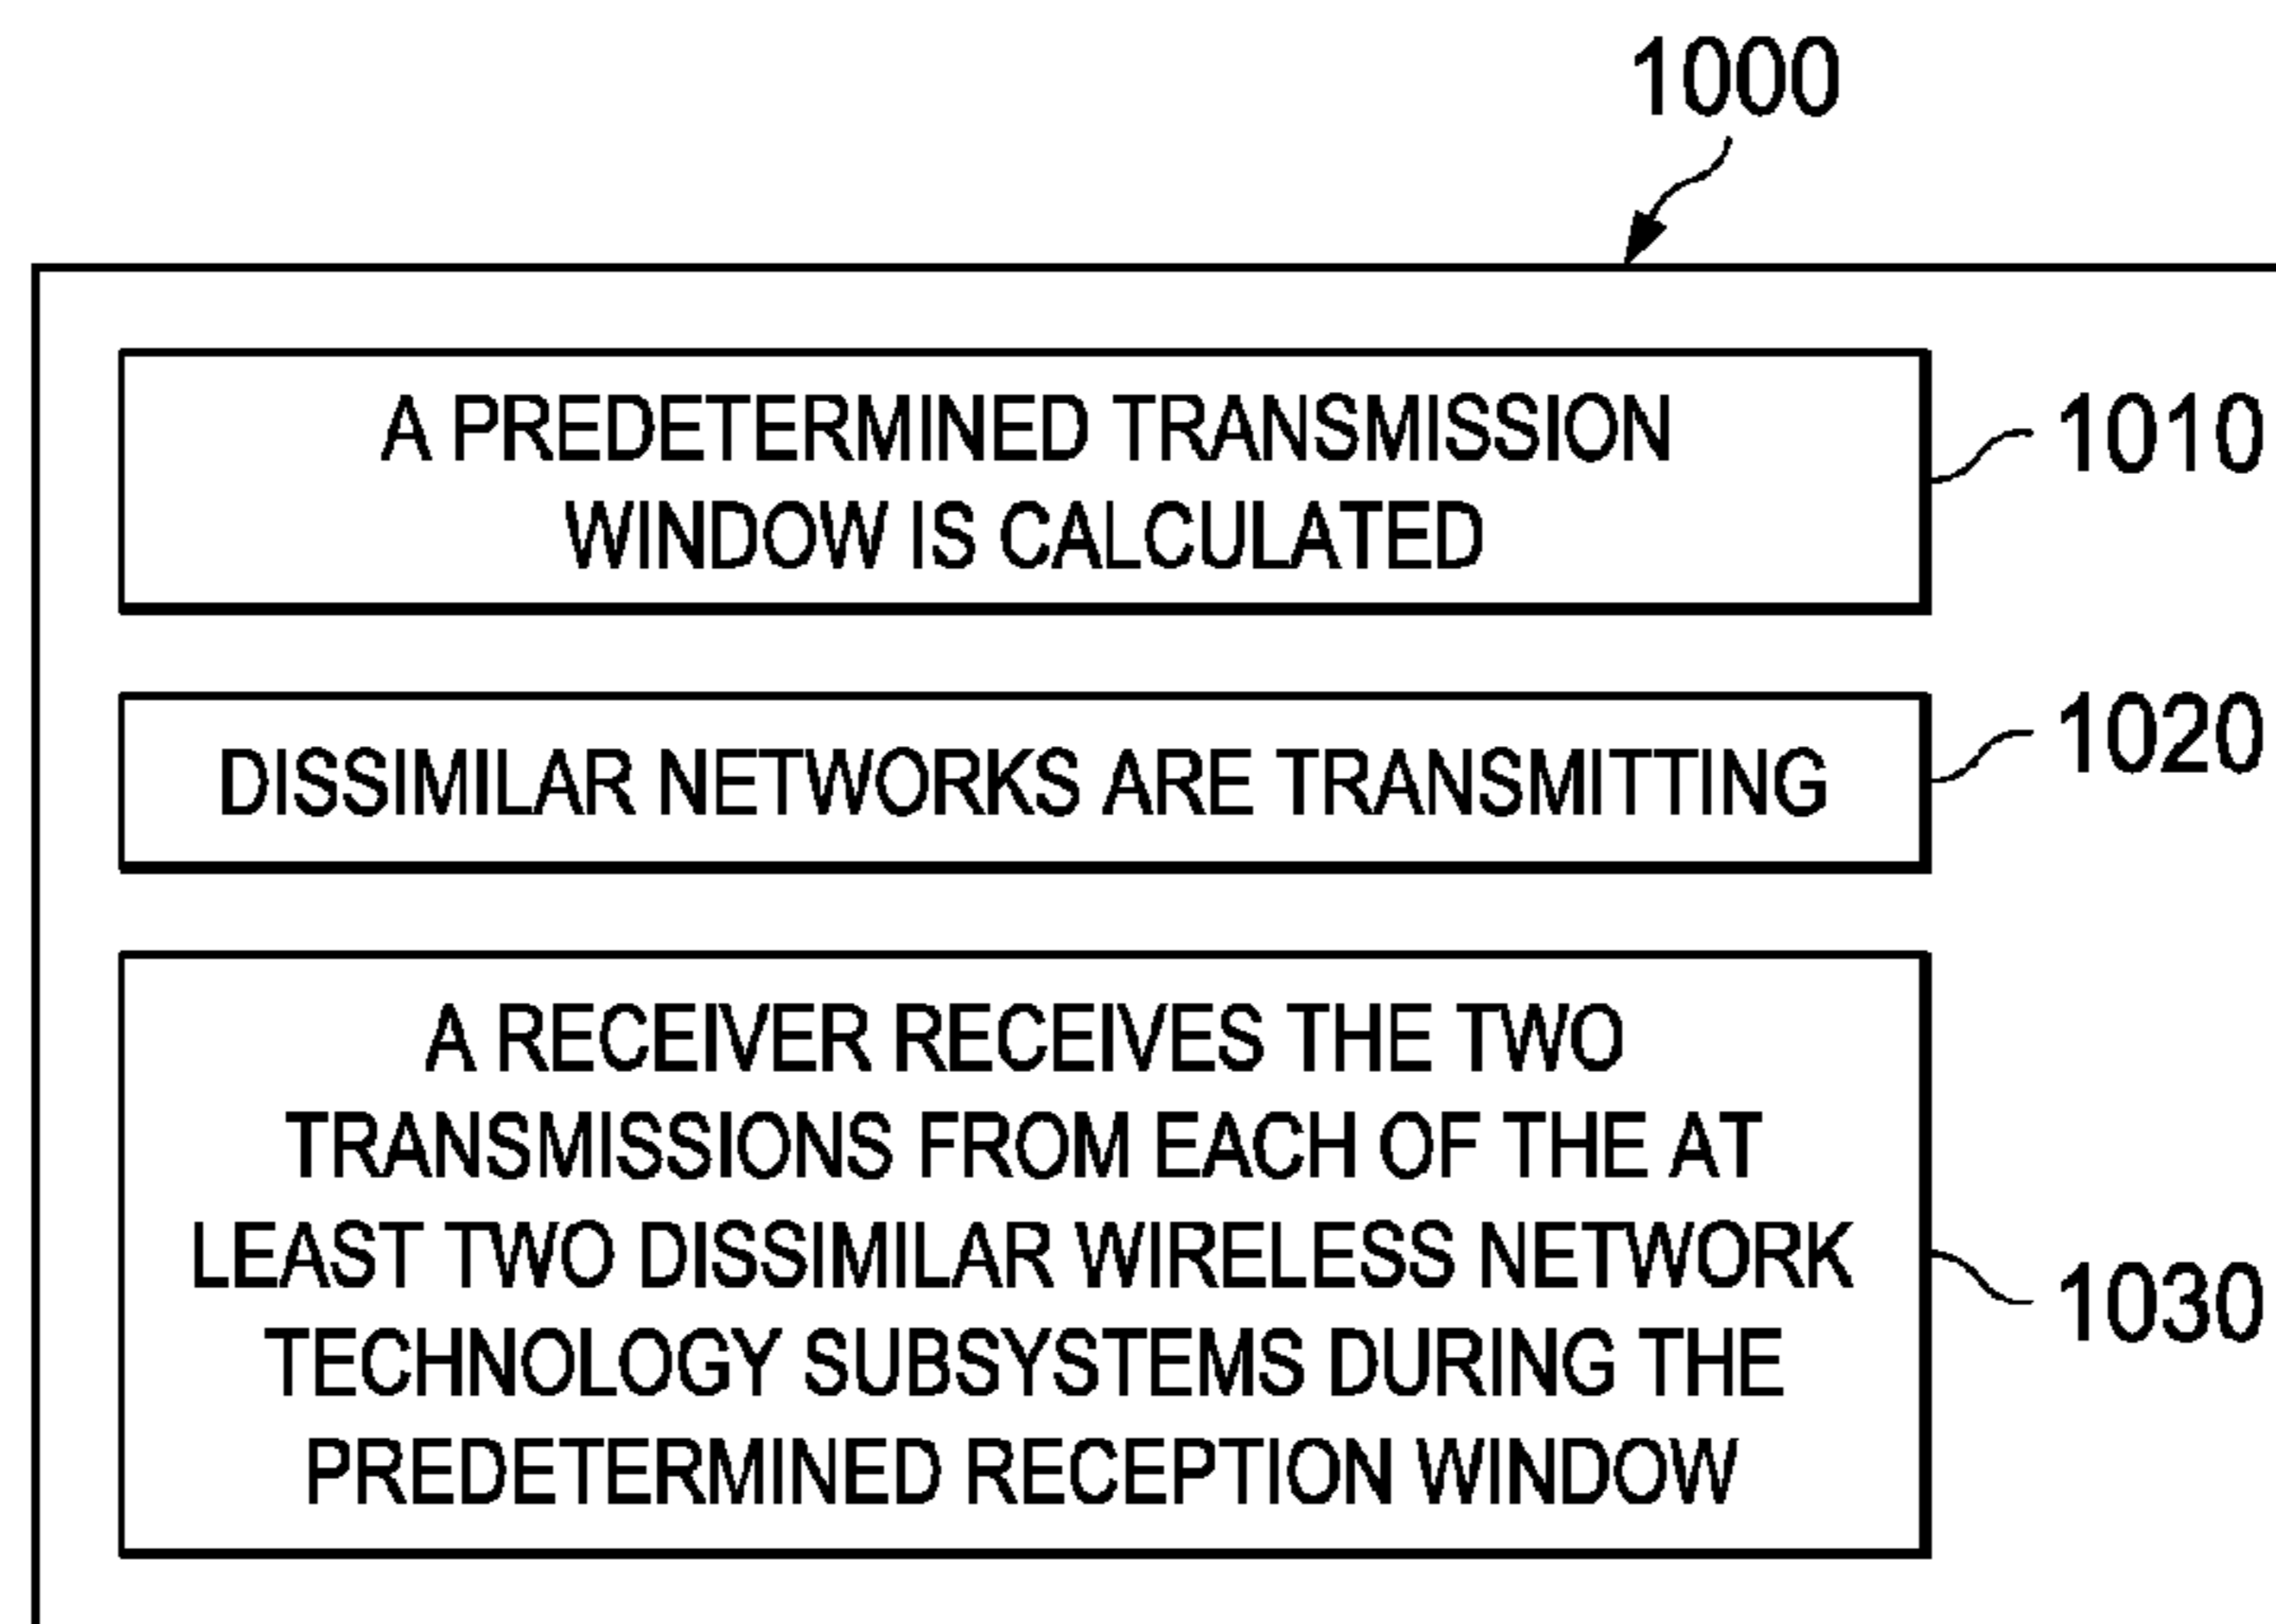 1000
A PREDETERMINED TRANSMISSION
WINDOW IS CALCULATED
1010
DISSIMILAR NETWORKS ARE TRANSMITTING
1020
A RECEIVER RECEIVES THE TWO
TRANSMISSIONS FROM EACH OF THE AT
LEAST TWO DISSIMILAR WIRELESS NETWORK
TECHNOLOGY SUBSYSTEMS DURING THE
PREDETERMINED RECEPTION WINDOW
1030